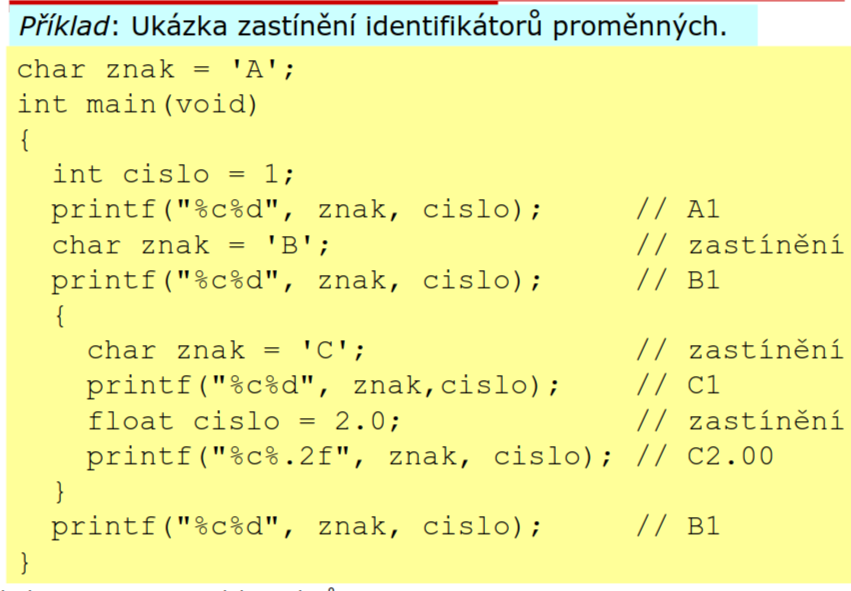 Příklad: Ukázka zastínění identifikátorů proměnných.
char znak = 'A';
int main(void)
{
  int cislo = 1;
  printf("%c%d", znak, cislo);     // A1
  char znak = 'B';                 // zastínění
  printf("%c%d", znak, cislo);     // B1
  {
    char znak = 'C';               // zastínění
    printf("%c%d", znak,cislo);    // C1
    float cislo = 2.0;             // zastínění
    printf("%c%.2f", znak, cislo); // C2.00
  }
  printf("%c%d", znak, cislo);     // B1
}